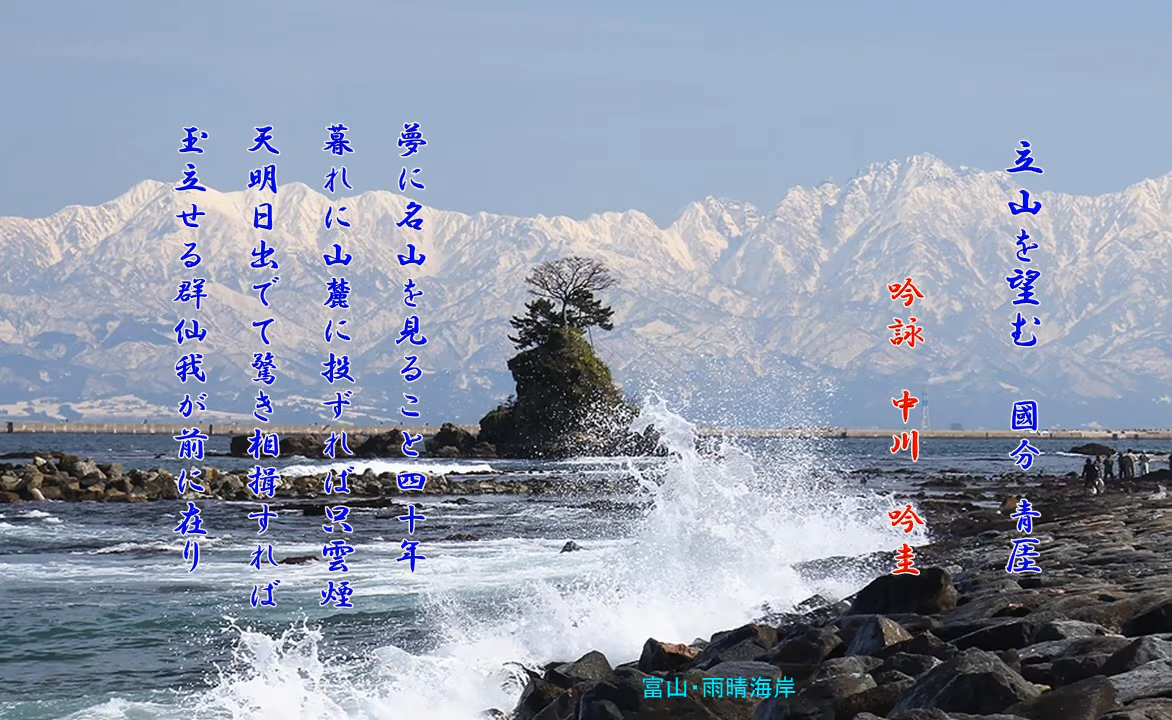 立山を望む 國分 青厓
吟詠 中川 吟圭
夢に名山を見ること四十年
暮れに山麓に投ずれば只雲煙
天明日出でて驚き相揖すれば
玉立せる群仙我が前に在り
富山・雨晴海岸